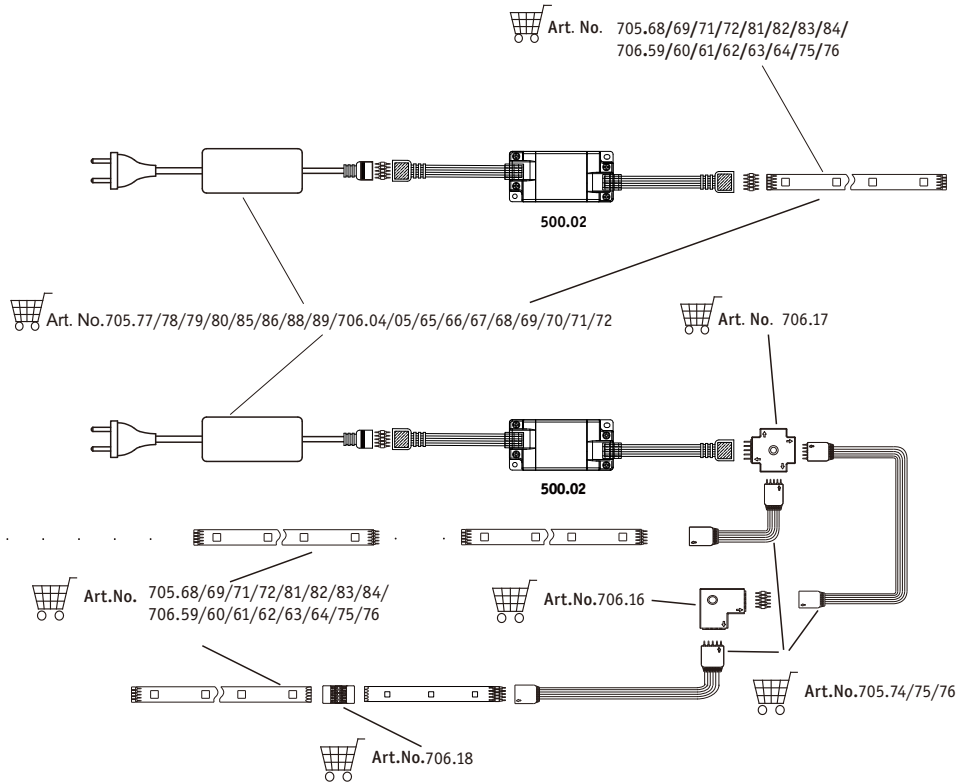 Art. No. 705.68/69/71/72/81/82/83/84/
706.59/60/61/62/63/64/75/76
500.02
Art. No.705.77/78/79/80/85/86/88/89/706.04/05/65/66/67/68/69/70/71/72
Art. No. 706.17
500.02
Art.No. 705.68/69/71/72/81/82/83/84/
706.59/60/61/62/63/64/75/76
Art.No.706.16
Art.No.705.74/75/76
Art.No.706.18